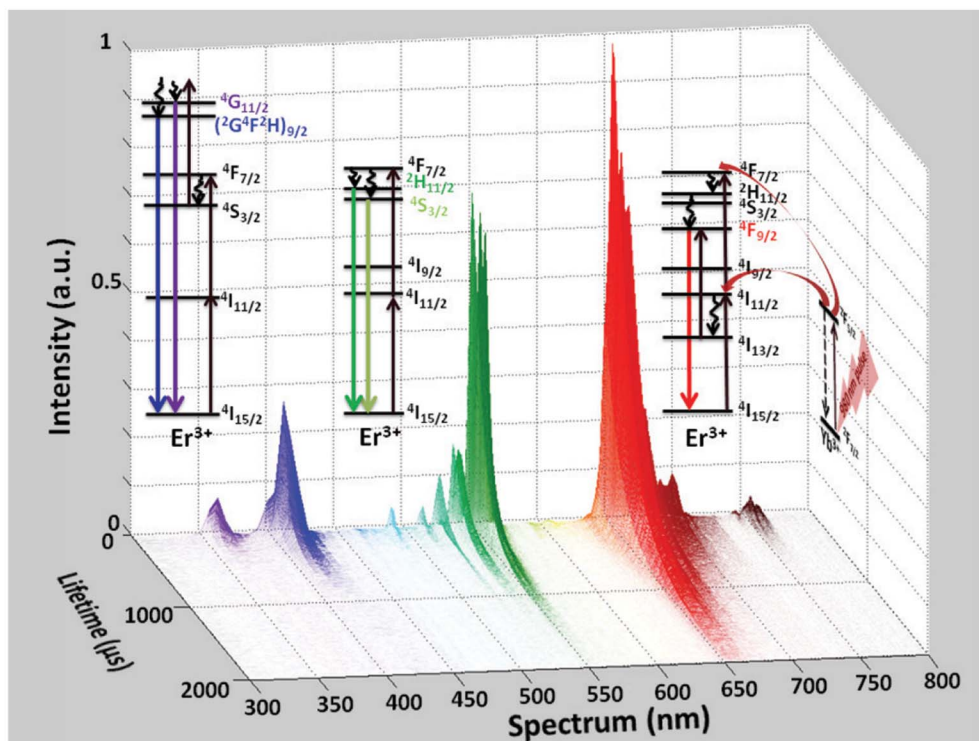 1
0.5
0
Intensity (a.u.)
⁴G₁₁/₂
(²G⁴F²H)₉/₂
⁴F₇/₂
⁴S₃/₂
⁴I₁₁/₂
⁴I₁₅/₂
Er³⁺
⁴F₇/₂
²H₁₁/₂
⁴S₃/₂
⁴I₉/₂
⁴I₁₁/₂
⁴I₁₅/₂
Er³⁺
⁴F₇/₂
²H₁₁/₂
⁴S₃/₂
⁴F₉/₂
⁴I₉/₂
⁴I₁₁/₂
⁴I₁₃/₂
⁴I₁₅/₂
Er³⁺
²F₇/₂
Yb³⁺
Lifetime (µs)
1000
2000
300 350 400 450 500 550 600 650 700 750 800
Spectrum (nm)